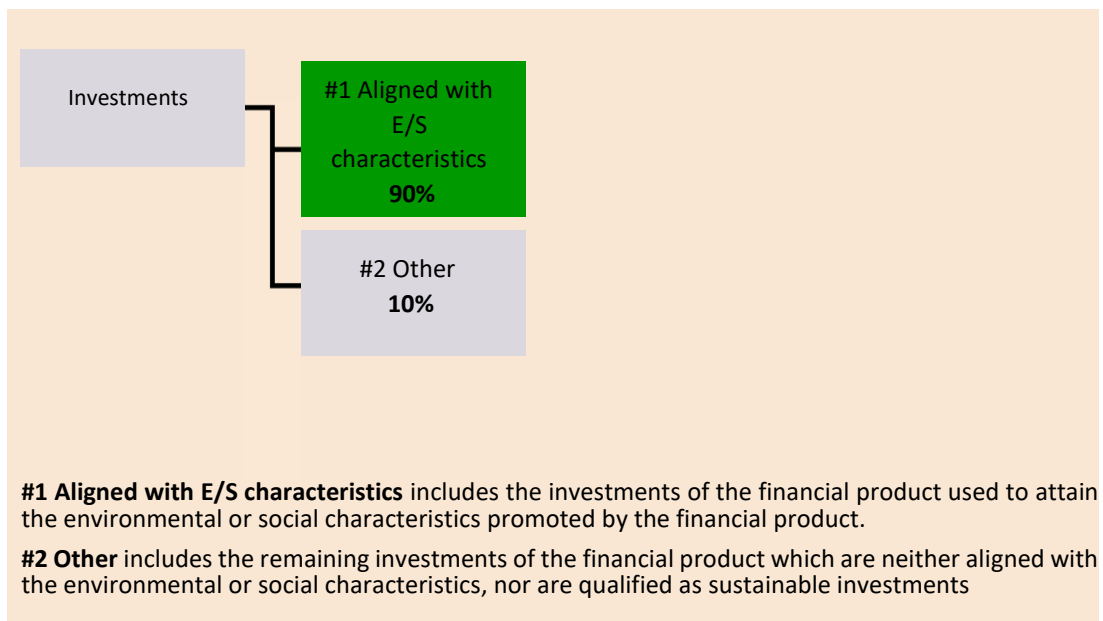 Investments
#1 Aligned with
E/S
characteristics
90%
#2 Other
10%
#1 Aligned with E/S characteristics includes the investments of the financial product used to attain
the environmental or social characteristics promoted by the financial product.
#2 Other includes the remaining investments of the financial product which are neither aligned with
the environmental or social characteristics, nor are qualified as sustainable investments